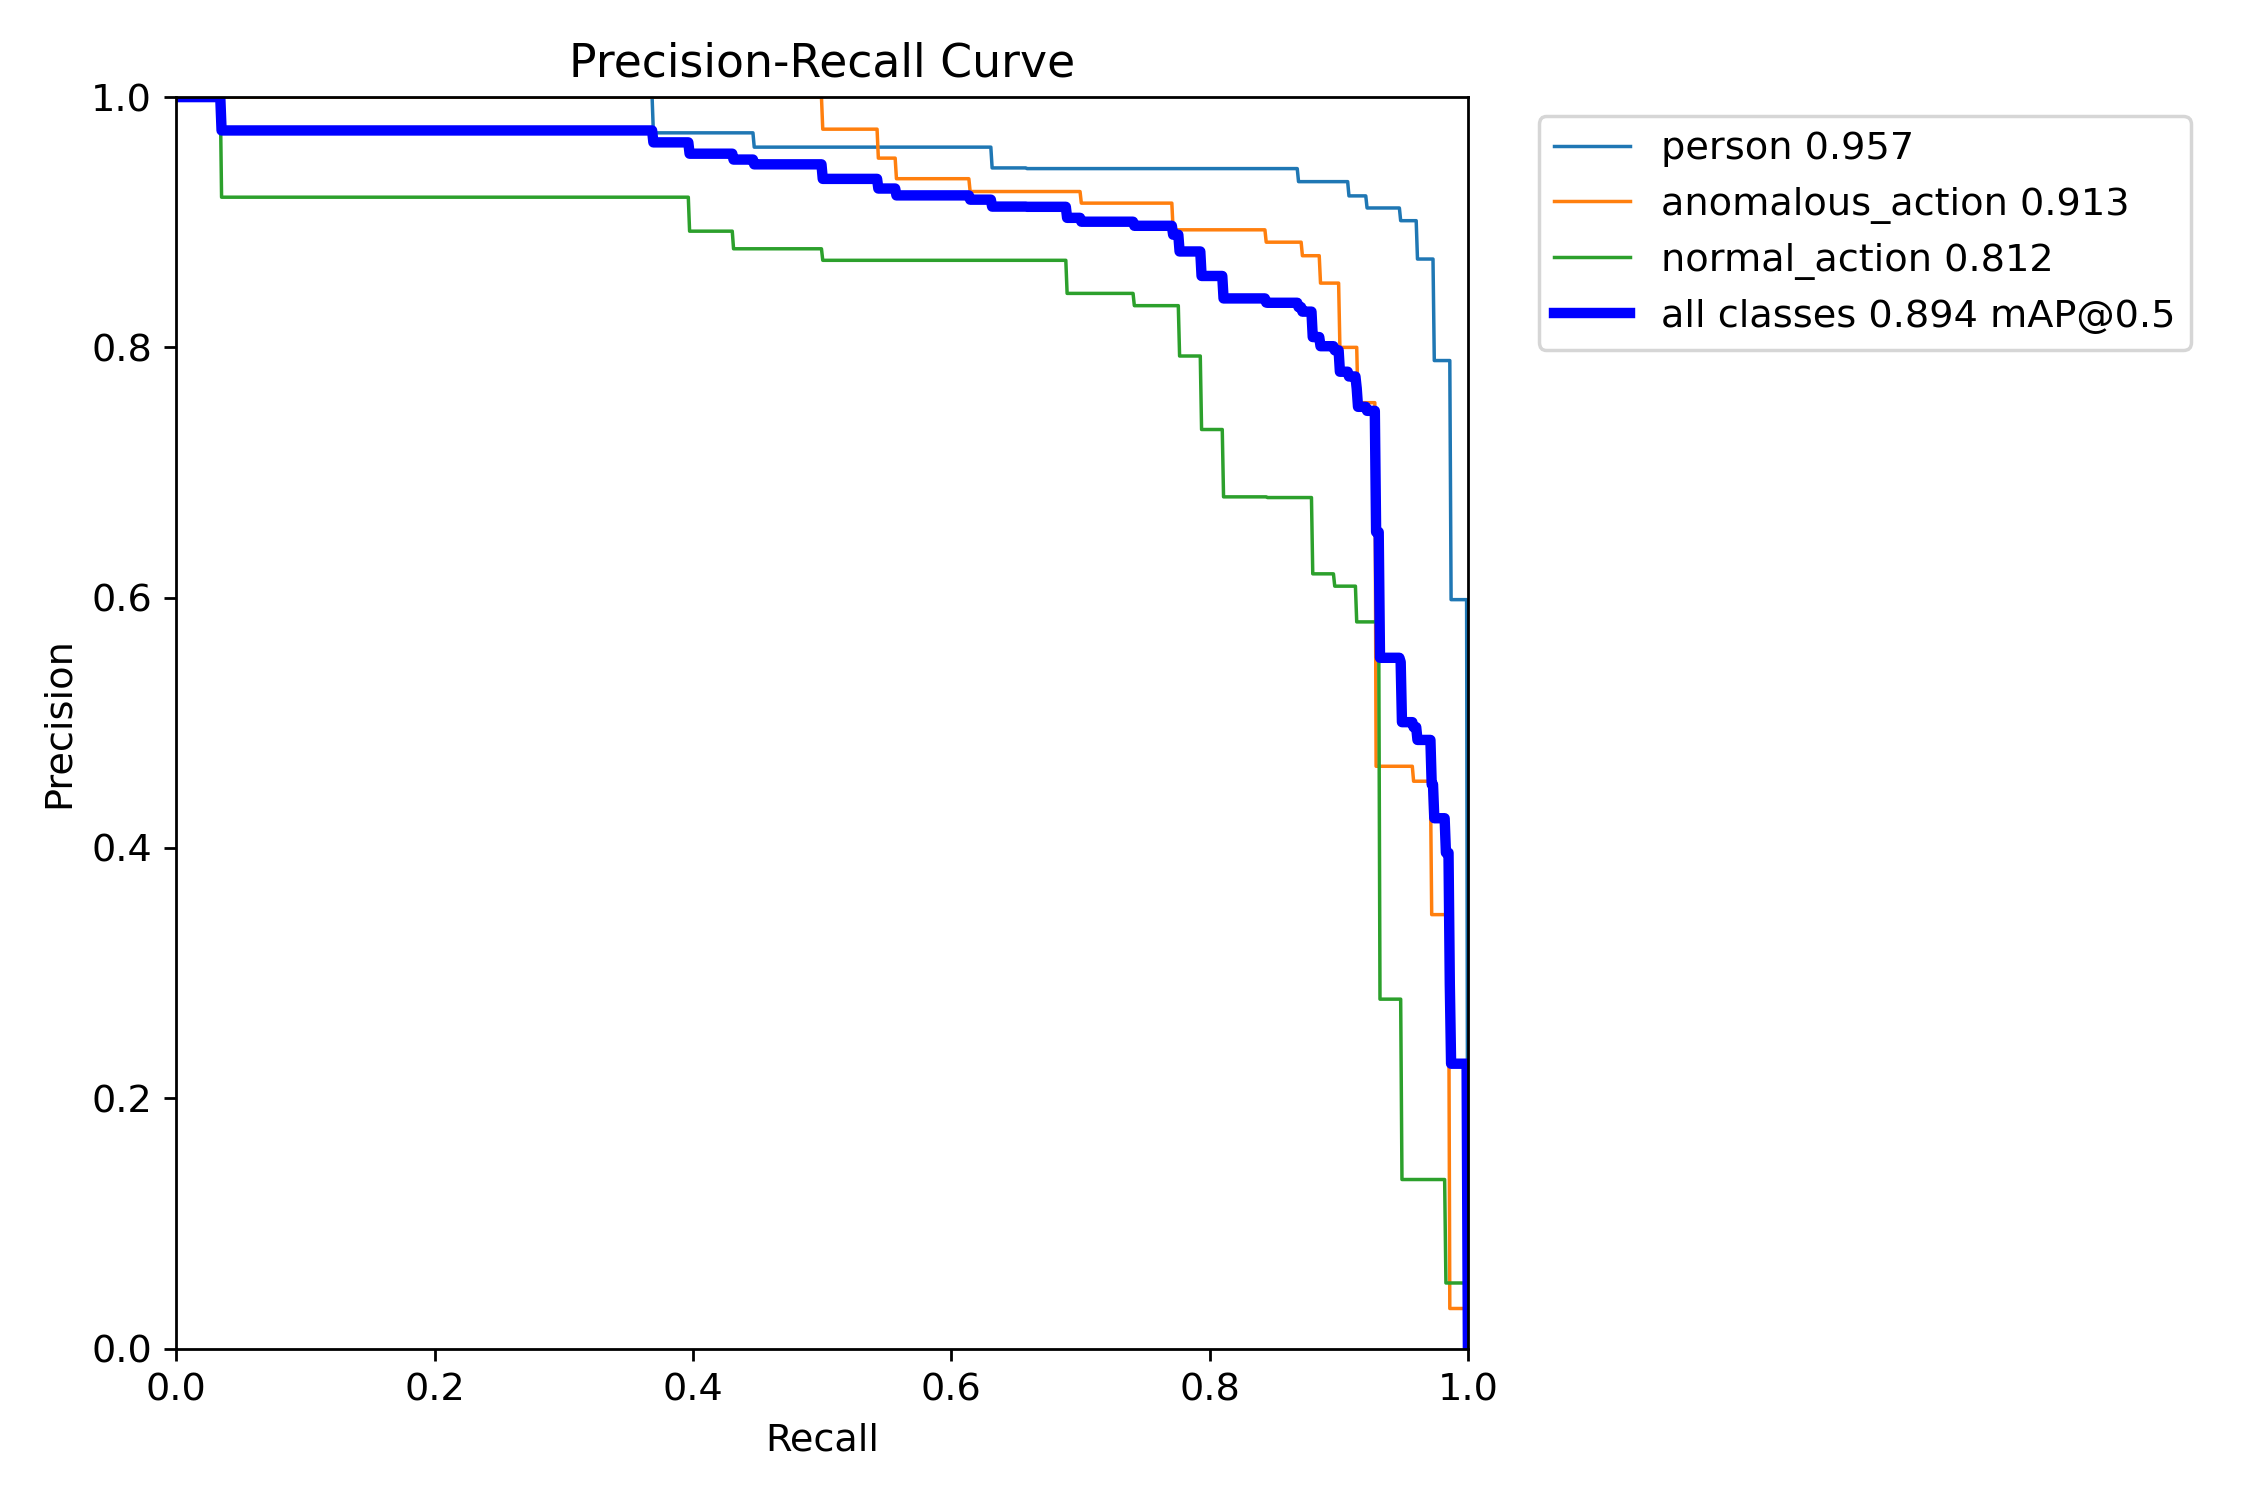 Precision-Recall Curve
1.0
0.8
0.6
0.4
0.2
0.0
Precision
0.0 0.2 0.4 0.6 0.8 1.0
Recall
person 0.957
anomalous_action 0.913
normal_action 0.812
all classes 0.894 mAP@0.5